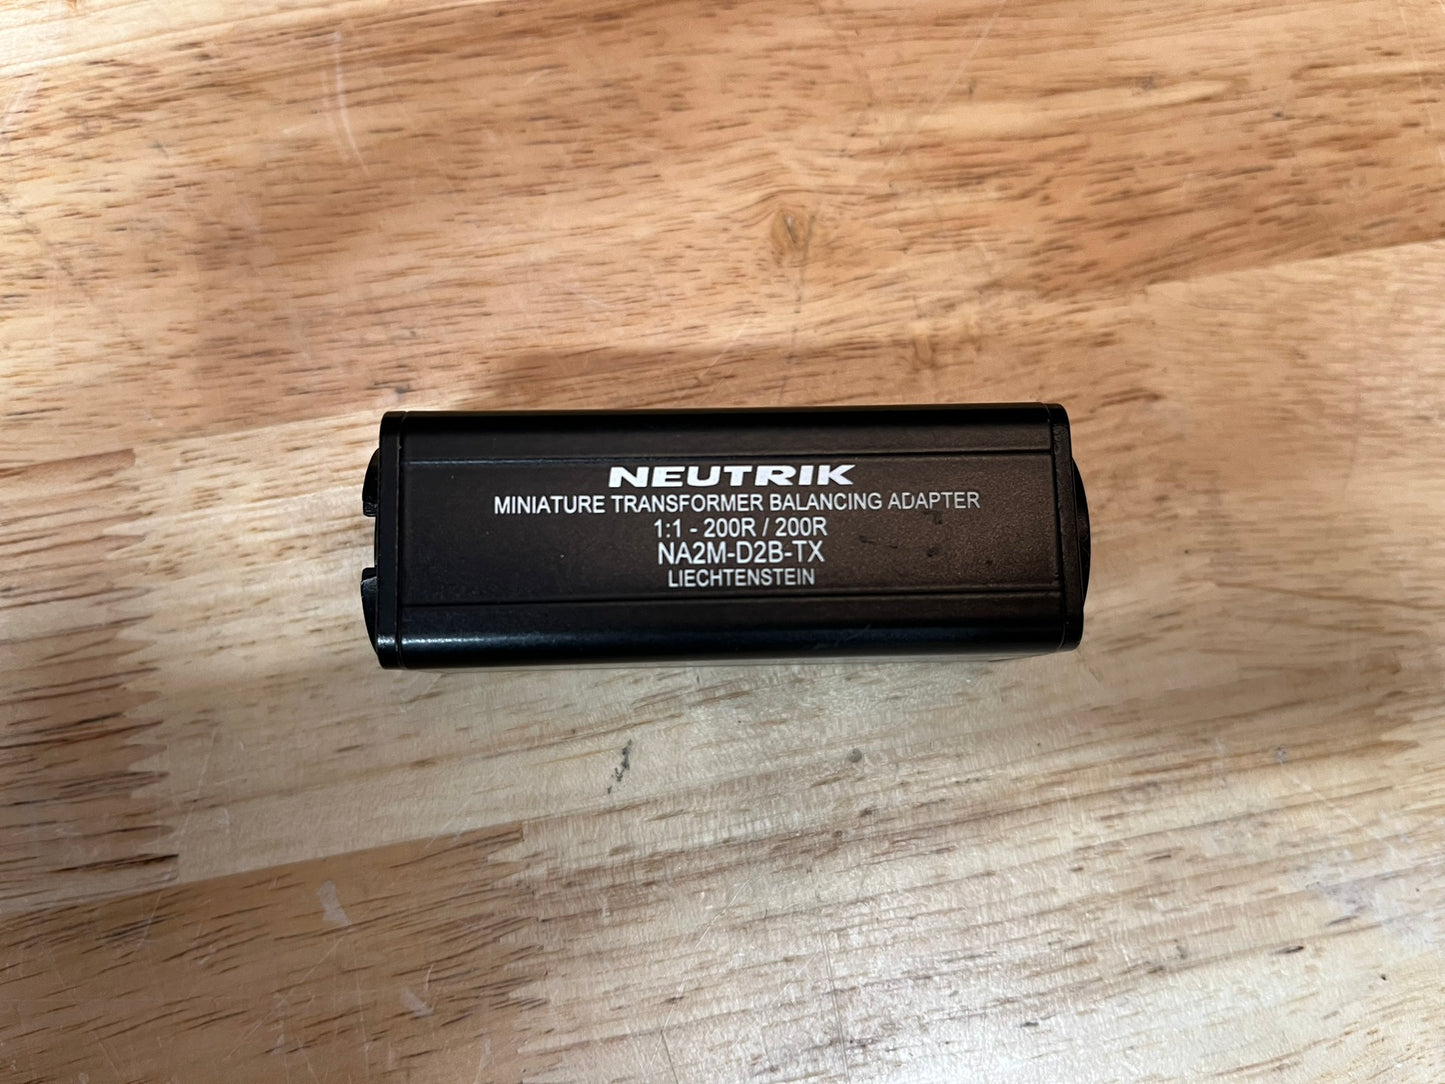 NEUTRIK
MINIATURE TRANSFORMER BALANCING ADAPTER
1:1 - 200R / 200R
NA2M-D2B-TX
LIECHTENSTEIN